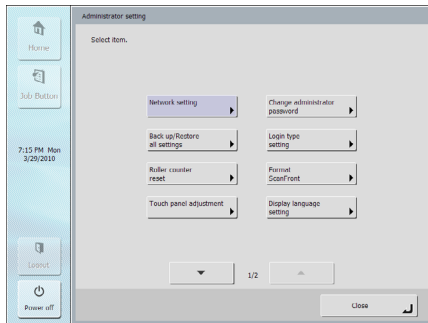 Administrator setting
Select item.
Home
Job Button
7:15 PM Mon
3/29/2010
Logout
Power off
Network setting
Change administrator
password
Back up/Restore
all settings
Login type
setting
Roller counter
reset
Format
ScanFront
Touch panel adjustment
Display language
setting
1/2
Close